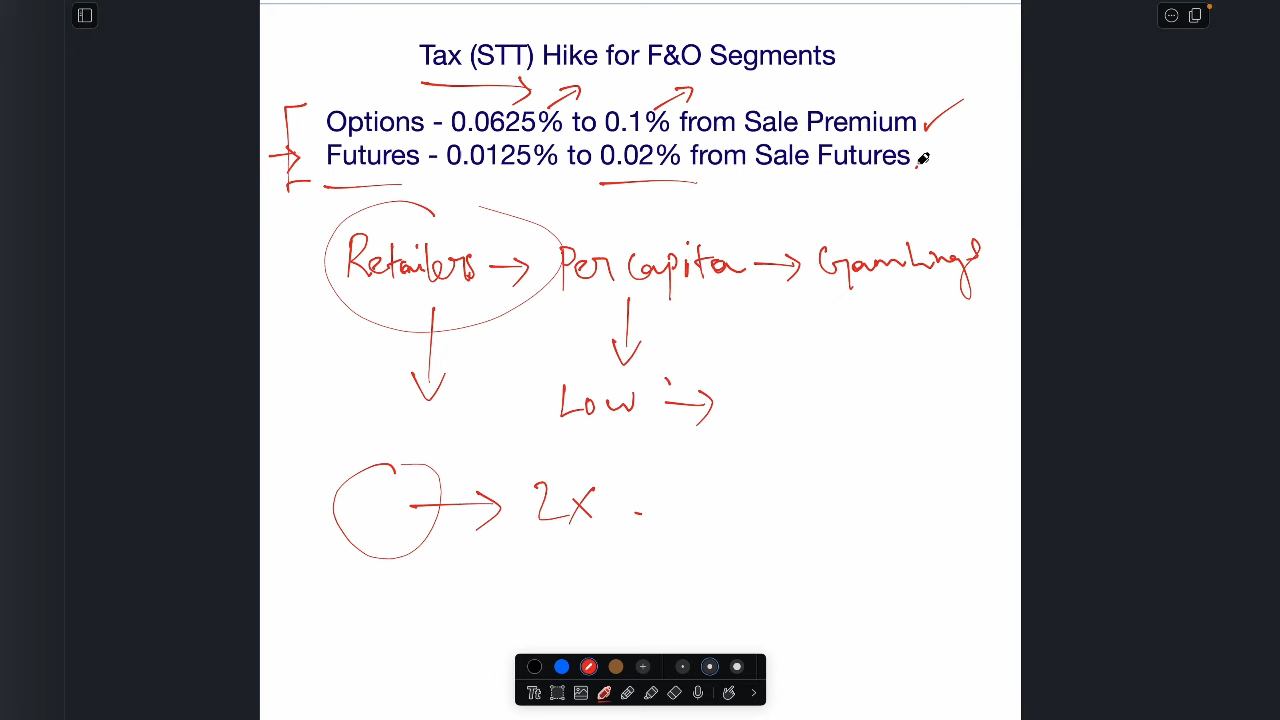 Tax (STT) Hike for F&O Segments
Options - 0.0625% to 0.1% from Sale Premium
Futures - 0.0125% to 0.02% from Sale Futures
Retailers → Per capita →
Low →
2X
Tt